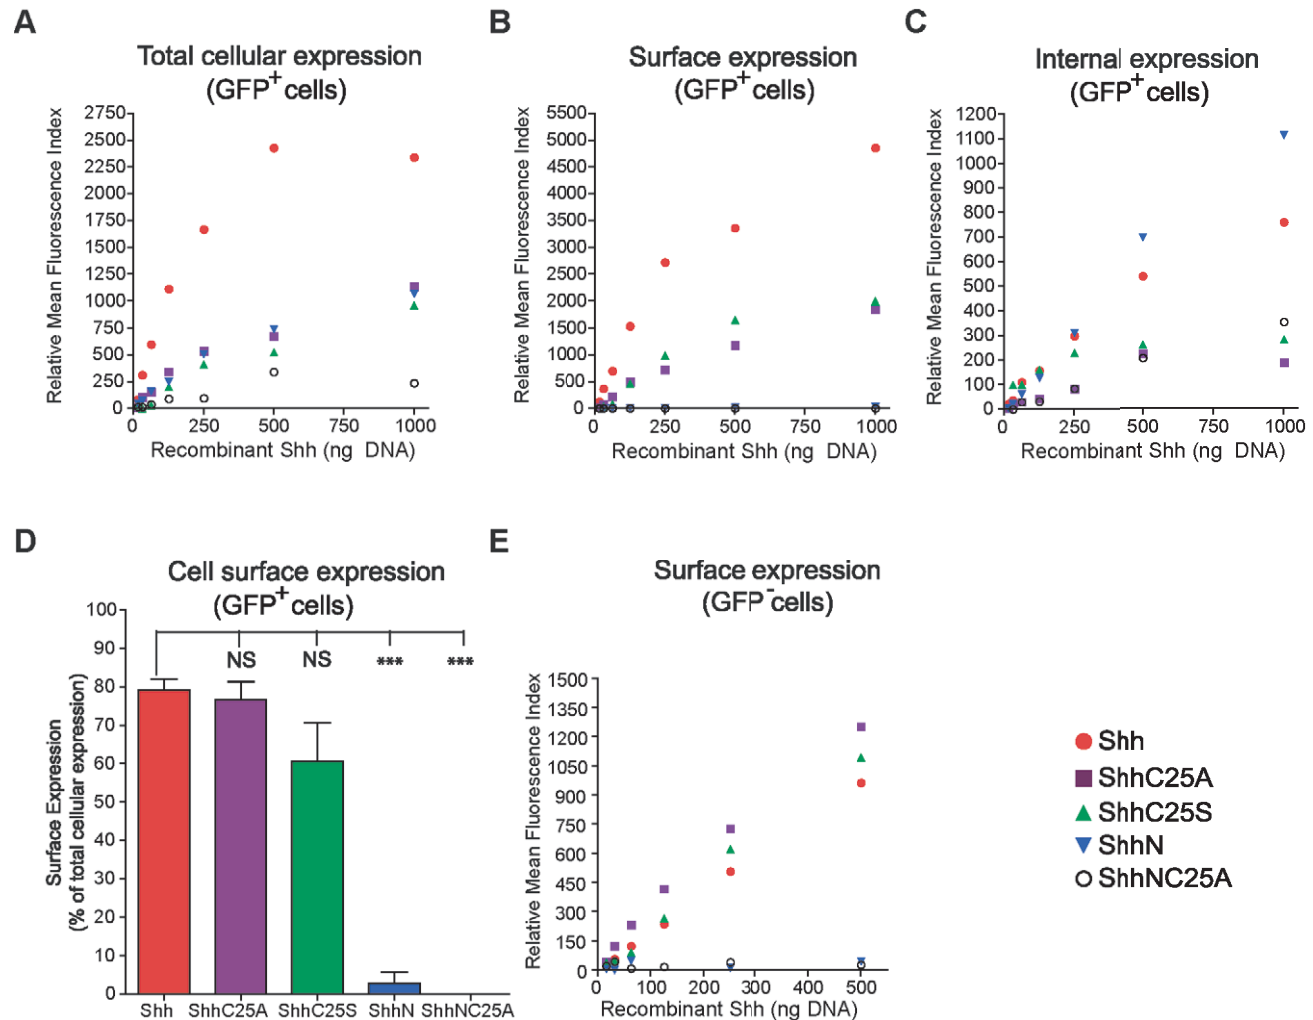 A
Total cellular expression
(GFP+ cells)
Relative Mean Fluorescence Index
2750
2500
2250
2000
1750
1500
1250
1000
750
500
250
0
0 250 500 750 1000
Recombinant Shh (ng DNA)
B
Surface expression
(GFP+ cells)
Relative Mean Fluorescence Index
5500
5000
4500
4000
3500
3000
2500
2000
1500
1000
500
0
0 250 500 750 1000
Recombinant Shh (ng DNA)
C
Internal expression
(GFP+ cells)
Relative Mean Fluorescence Index
1200
1100
1000
900
800
700
600
500
400
300
200
100
0
0 250 500 750 1000
Recombinant Shh (ng DNA)
D
Cell surface expression
(GFP+ cells)
Surface Expression
(% of total cellular expression)
100
90
80
70
60
50
40
30
20
10
0
NS NS *** ***
Shh ShhC25A ShhC25S ShhN ShhNC25A
E
Surface expression
(GFP- cells)
Relative Mean Fluorescence Index
1500
1350
1200
1050
900
750
600
450
300
150
0
0 100 200 300 400 500
Recombinant Shh (ng DNA)
Shh
ShhC25A
ShhC25S
ShhN
ShhNC25A